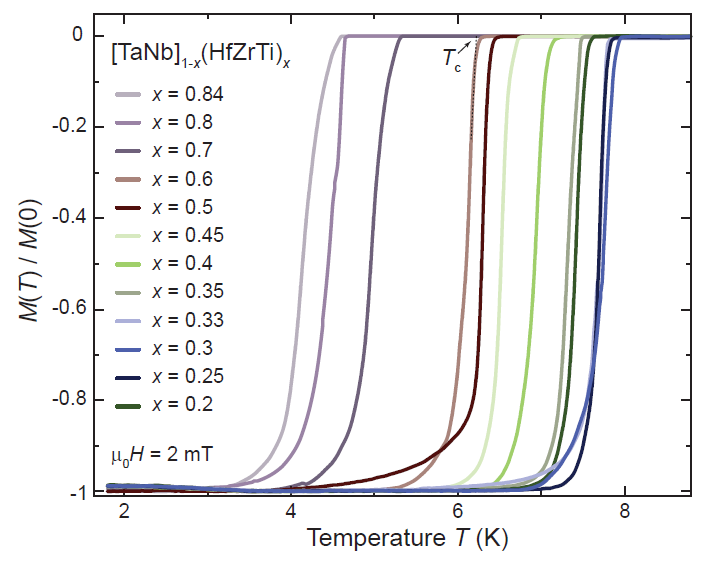 [TaNb]1-x(HfZrTi)x
x = 0.84
x = 0.8
x = 0.7
x = 0.6
x = 0.5
x = 0.45
x = 0.4
x = 0.35
x = 0.33
x = 0.3
x = 0.25
x = 0.2
μ0H = 2 mT
Tc
M(T) / M(0)
0
-0.2
-0.4
-0.6
-0.8
-1
2 4 6 8
Temperature T (K)